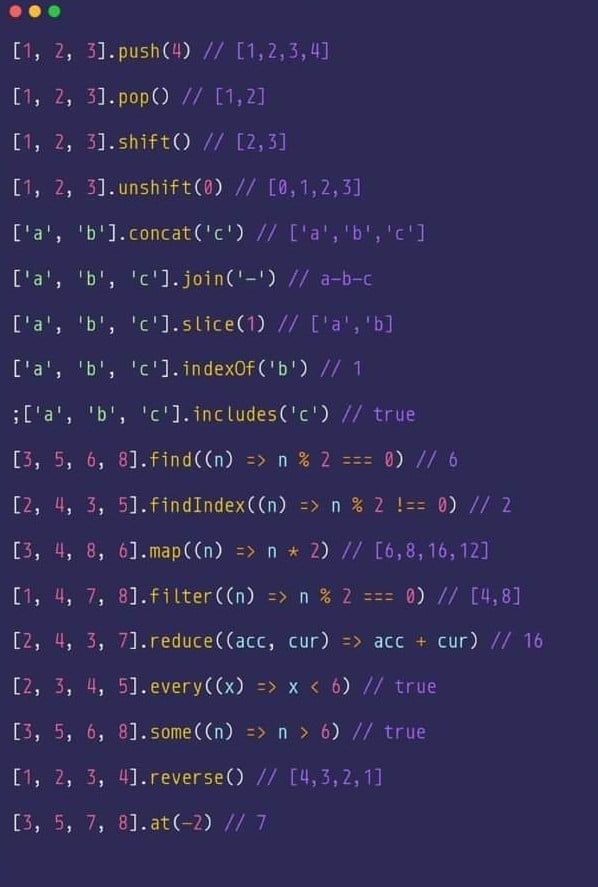 [1, 2, 3].push(4) // [1,2,3,4]
[1, 2, 3].pop() // [1,2]
[1, 2, 3].shift() // [2,3]
[1, 2, 3].unshift(0) // [0,1,2,3]
['a', 'b'].concat('c') // ['a','b','c']
['a', 'b', 'c'].join('-') // a-b-c
['a', 'b', 'c'].slice(1) // ['a','b]
['a', 'b', 'c'].indexOf('b') // 1
;['a', 'b', 'c'].includes('c') // true
[3, 5, 6, 8].find((n) => n % 2 === 0) // 6
[2, 4, 3, 5].findIndex((n) => n % 2 !== 0) // 2
[3, 4, 8, 6].map((n) => n * 2) // [6,8,16,12]
[1, 4, 7, 8].filter((n) => n % 2 === 0) // [4,8]
[2, 4, 3, 7].reduce((acc, cur) => acc + cur) // 16
[2, 3, 4, 5].every((x) => x < 6) // true
[3, 5, 6, 8].some((n) => n > 6) // true
[1, 2, 3, 4].reverse() // [4,3,2,1]
[3, 5, 7, 8].at(-2) // 7